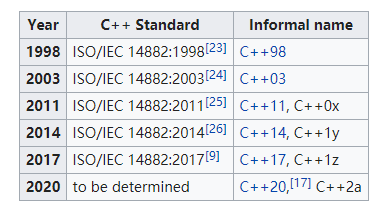 Year C++ Standard Informal name
1998 ISO/IEC 14882:1998[23] C++98
2003 ISO/IEC 14882:2003[24] C++03
2011 ISO/IEC 14882:2011[25] C++11, C++0x
2014 ISO/IEC 14882:2014[26] C++14, C++1y
2017 ISO/IEC 14882:2017[9] C++17, C++1z
2020 to be determined C++20,[17] C++2a